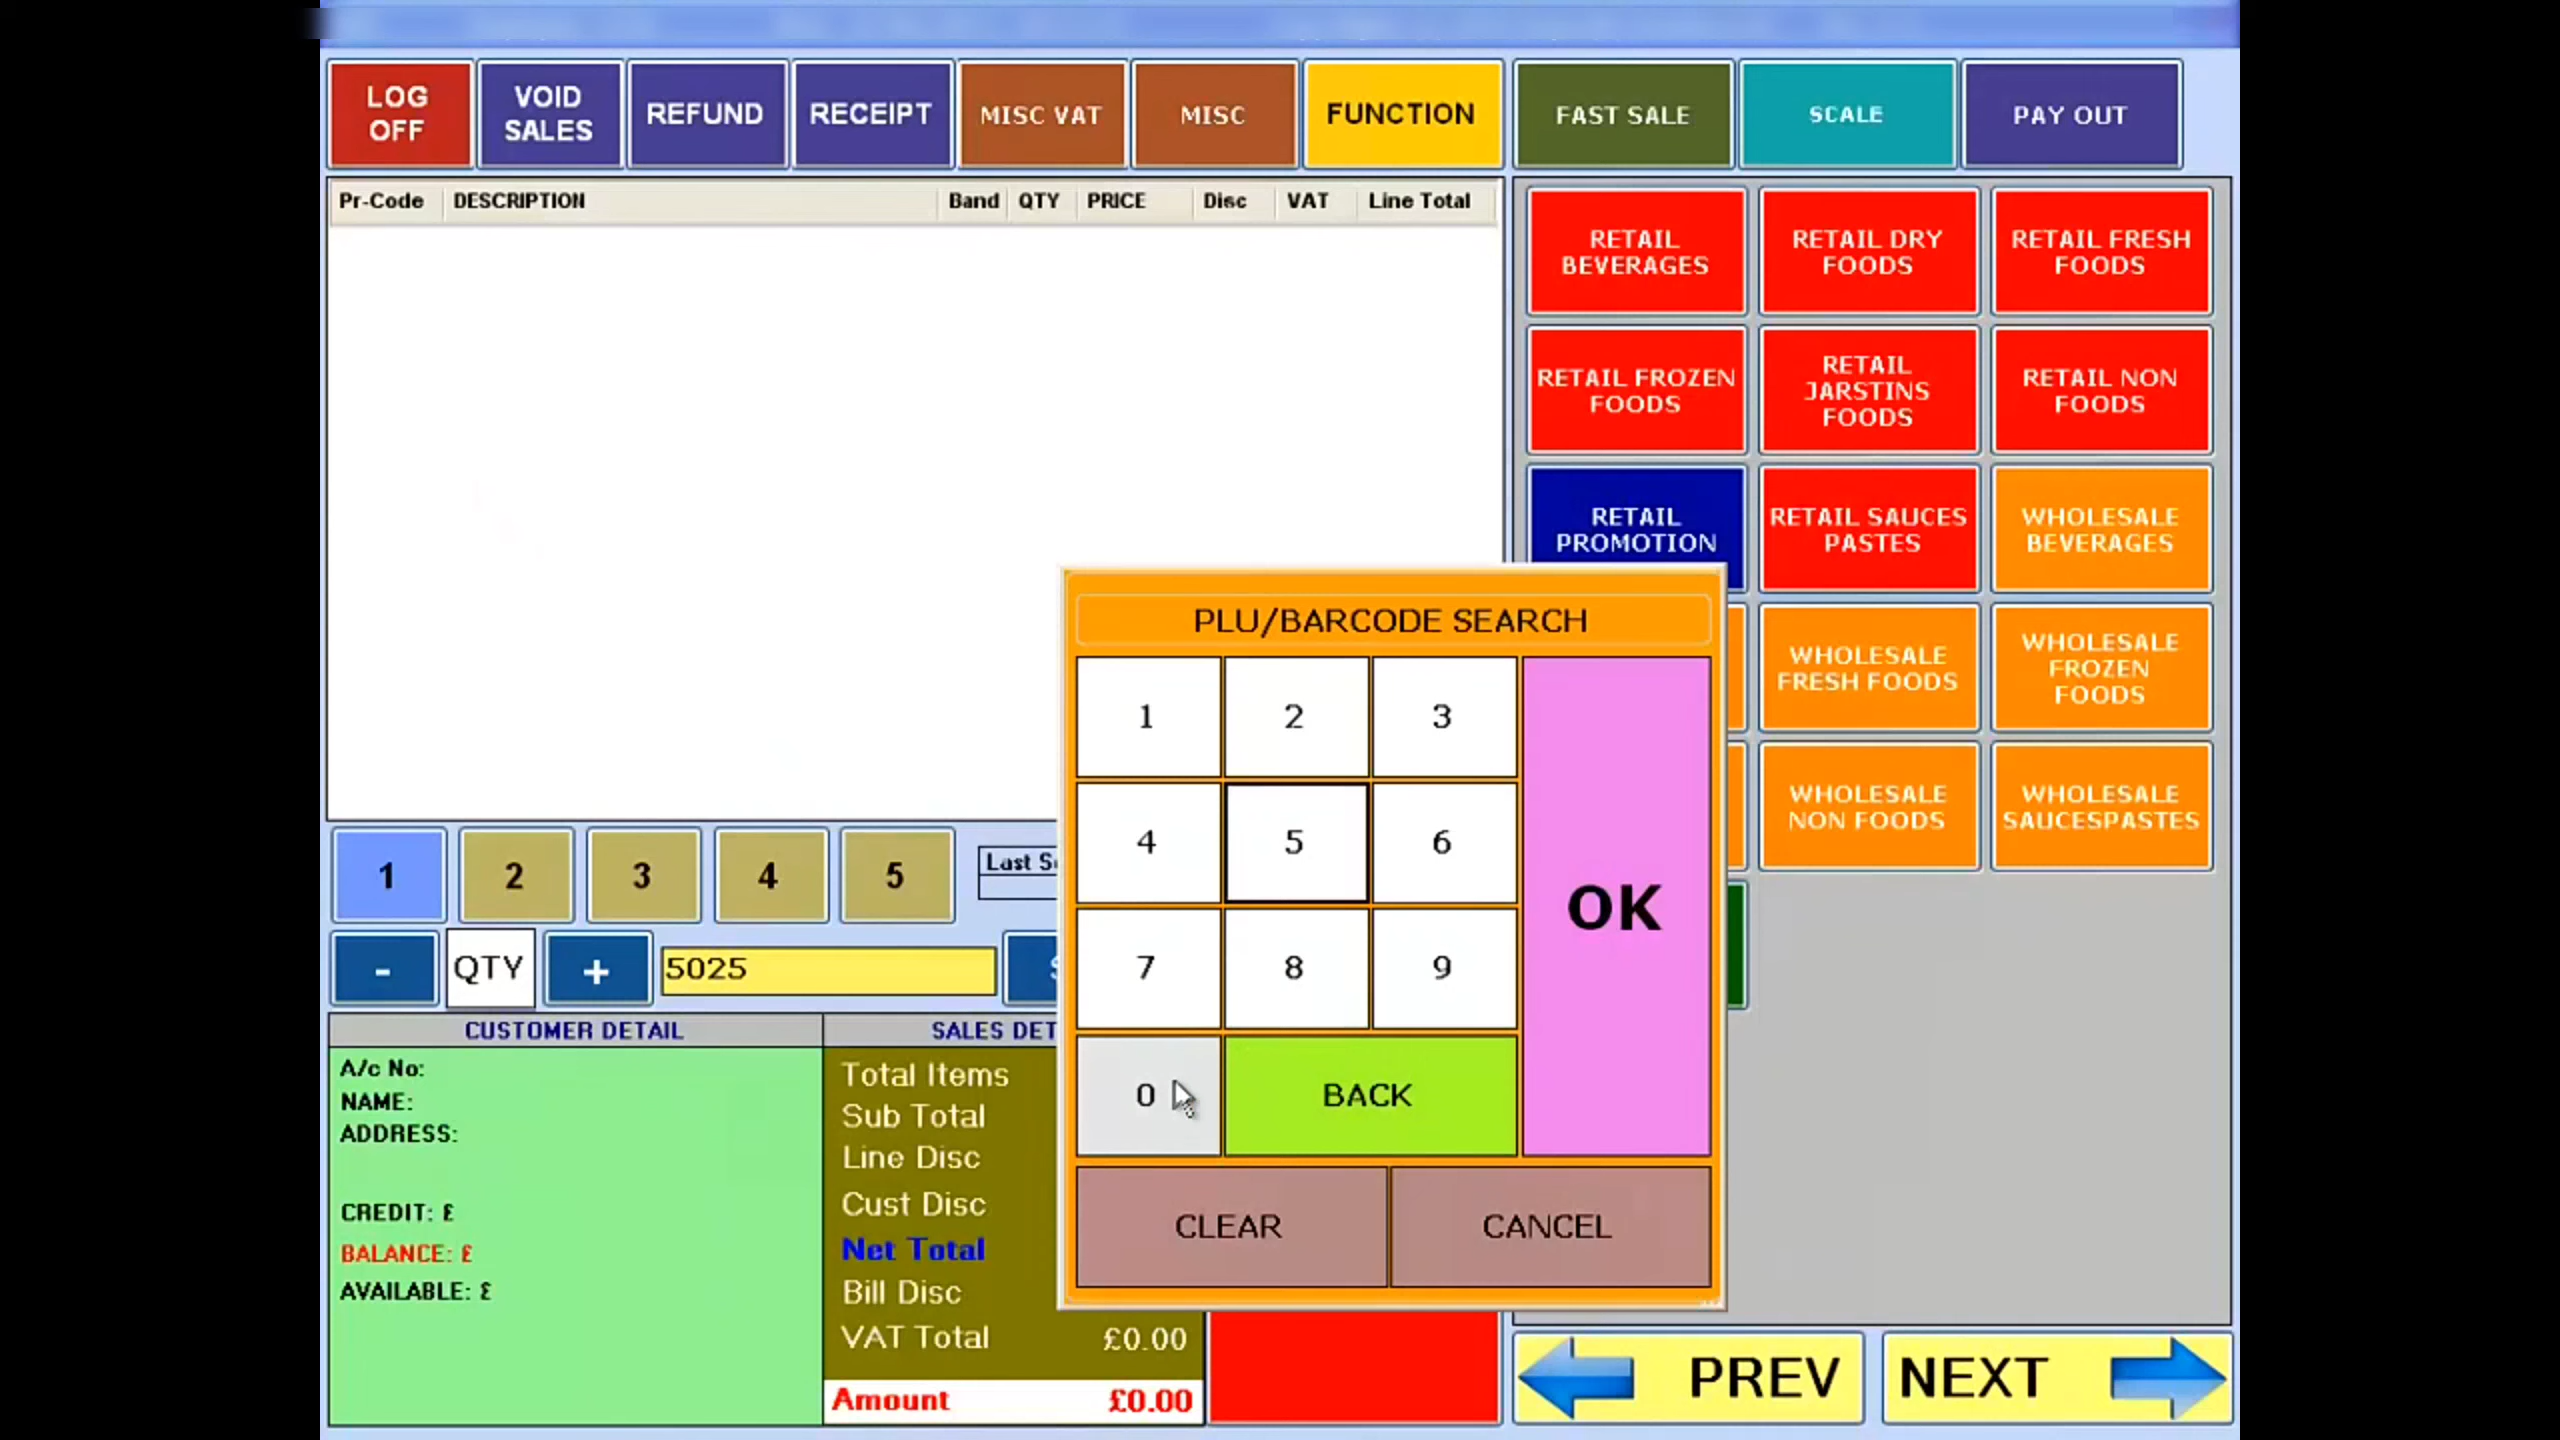 LOG
OFF
VOID
SALES
REFUND
RECEIPT
MISC VAT
MISC
FUNCTION
FAST SALE
SCALE
PAY OUT
Pr-Code DESCRIPTION Band QTY PRICE Disc VAT Line Total
RETAIL
BEVERAGES
RETAIL DRY
FOODS
RETAIL FRESH
FOODS
RETAIL FROZEN
FOODS
RETAIL
JARSTINS
FOODS
RETAIL NON
FOODS
RETAIL
PROMOTION
RETAIL SAUCES
PASTES
WHOLESALE
BEVERAGES
WHOLESALE
FRESH FOODS
WHOLESALE
FROZEN
FOODS
WHOLESALE
NON FOODS
WHOLESALE
SAUCESPASTES
PLU/BARCODE SEARCH
1 2 3
4 5 6
7 8 9
0 BACK
OK
CLEAR CANCEL
1 2 3 4 5
Last S
- QTY + 5025
CUSTOMER DETAIL
A/c No:
NAME:
ADDRESS:
CREDIT: £
BALANCE: £
AVAILABLE: £
SALES DET
Total Items
Sub Total
Line Disc
Cust Disc
Net Total
Bill Disc
VAT Total £0.00
Amount £0.00
PREV NEXT